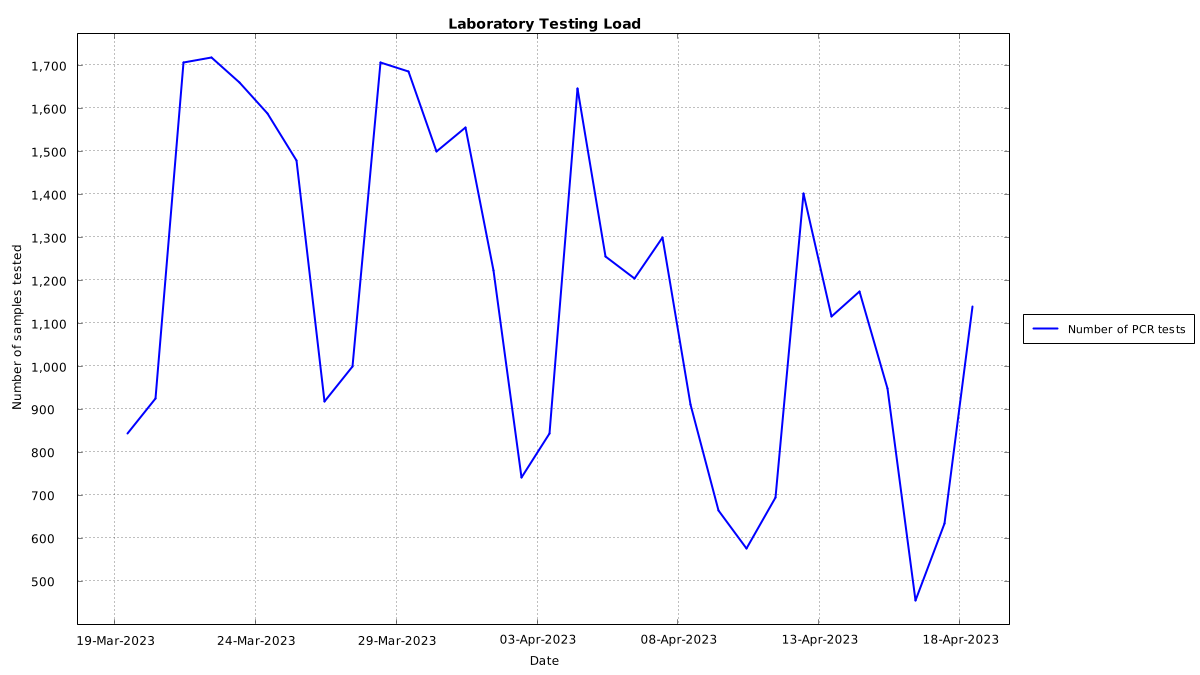 Laboratory Testing Load
1,700
1,600
1,500
1,400
1,300
1,200
1,100
1,000
900
800
700
600
500
Number of samples tested
19-Mar-2023 24-Mar-2023 29-Mar-2023 03-Apr-2023 08-Apr-2023 13-Apr-2023 18-Apr-2023
Date
Number of PCR tests